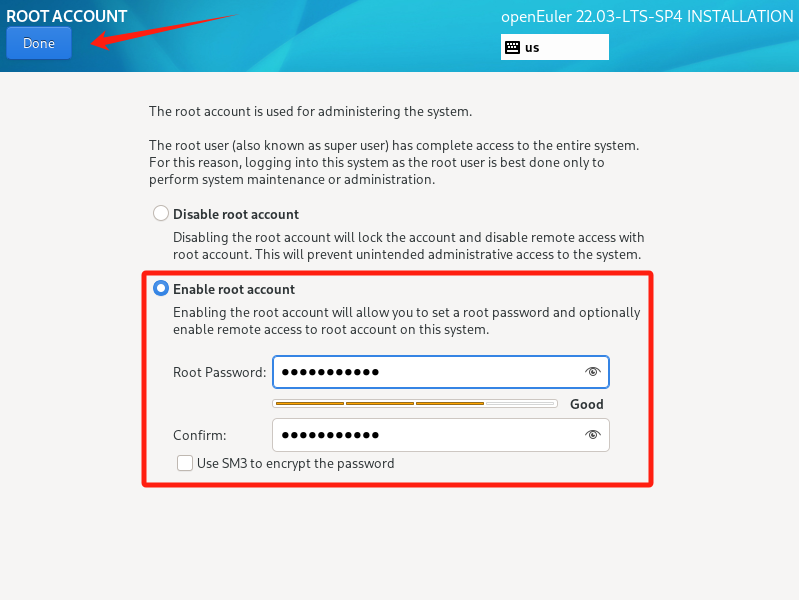 ROOT ACCOUNT
openEuler 22.03-LTS-SP4 INSTALLATION
Done
us
The root account is used for administering the system.
The root user (also known as super user) has complete access to the entire system.
For this reason, logging into this system as the root user is best done only to
perform system maintenance or administration.
Disable root account
Disabling the root account will lock the account and disable remote access with
root account. This will prevent unintended administrative access to the system.
Enable root account
Enabling the root account will allow you to set a root password and optionally
enable remote access to root account on this system.
Root Password: ●●●●●●●●●●●
Good
Confirm: ●●●●●●●●●●●
Use SM3 to encrypt the password